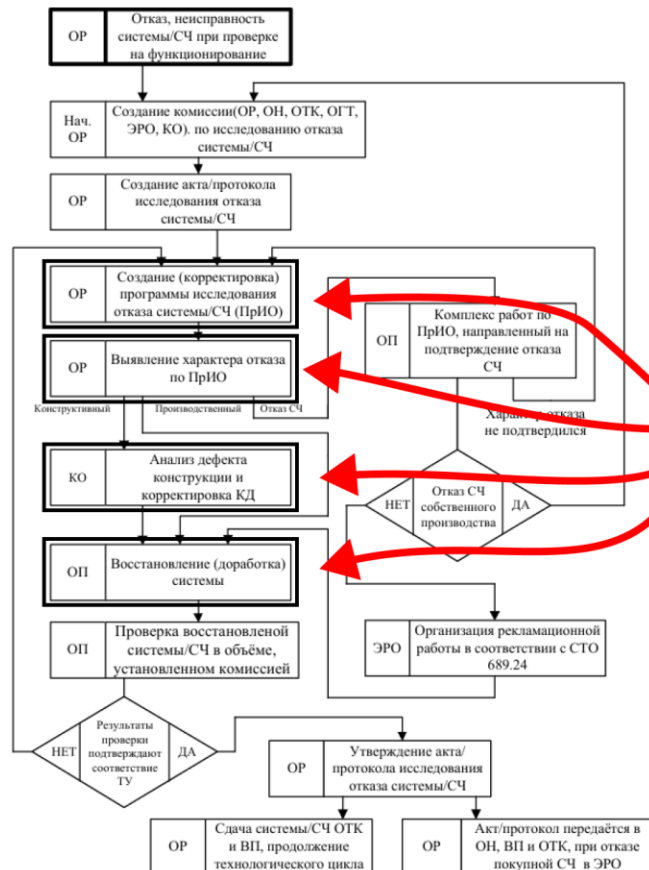 ОР
Отказ, неисправность
системы/СЧ при проверке
на функционирование
Нач.
ОР
Создание комиссии(ОР, ОН, ОТК, ОГТ,
ЭРО, КО). по исследованию отказа
системы/СЧ
ОР
Создание акта/протокола
исследования отказа
системы/СЧ
ОР
Создание (корректировка)
программы исследования
отказа системы/СЧ (ПрИО)
ОП
Комплекс работ по
ПрИО, направленный на
подтверждение отказа
СЧ
ОР
Выявление характера отказа
по ПрИО
Конструктивный
Производственный
Отказ СЧ
Характер отказа
не подтвердился
КО
Анализ дефекта
конструкции и
корректировка КД
НЕТ
Отказ СЧ
собственного
производства
ДА
ОП
Восстановление (доработка)
системы
ОП
Проверка восстановленой
системы/СЧ в объёме,
установленном комиссией
ЭРО
Организация рекламационной
работы в соответствии с СТО
689.24
НЕТ
Результаты
проверки
подтверждают
соответствие
ТУ
ДА
ОР
Утверждение акта/
протокола исследования
отказа системы/СЧ
ОР
Сдача системы/СЧ ОТК
и ВП, продолжение
технологического цикла
ОР
Акт/протокол передаётся в
ОН, ВП и ОТК, при отказе
покупной СЧ в ЭРО